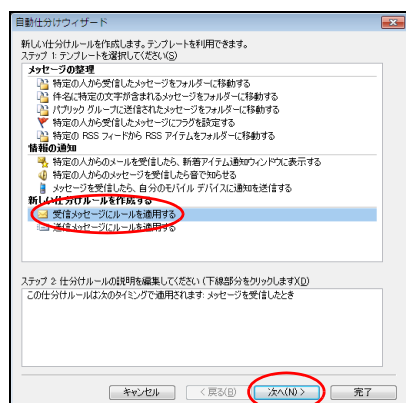 自動仕分けウィザード
新しい仕分けルールを作成します。テンプレートを利用できます。
ステップ 1: テンプレートを選択してください(S)
メッセージの整理
特定の人から受信したメッセージをフォルダーに移動する
件名に特定の文字が含まれるメッセージをフォルダーに移動する
パブリック グループに送信されたメッセージをフォルダーに移動する
特定の人から受信したメッセージにフラグを設定する
特定の RSS フィードから RSS アイテムをフォルダーに移動する
情報の通知
特定の人からのメールを受信したら、新着アイテム通知ウィンドウに表示する
特定の人からのメッセージを受信したら音で知らせる
メッセージを受信したら、自分のモバイル デバイスに通知を送信する
新しい仕分けルールを作成する
受信メッセージにルールを適用する
送信メッセージにルールを適用する
ステップ 2: 仕分けルールの説明を編集してください (下線部分をクリックします)(D)
この仕分けルールは次のタイミングで適用されます: メッセージを受信したとき
キャンセル < 戻る(B) 次へ(N) > 完了